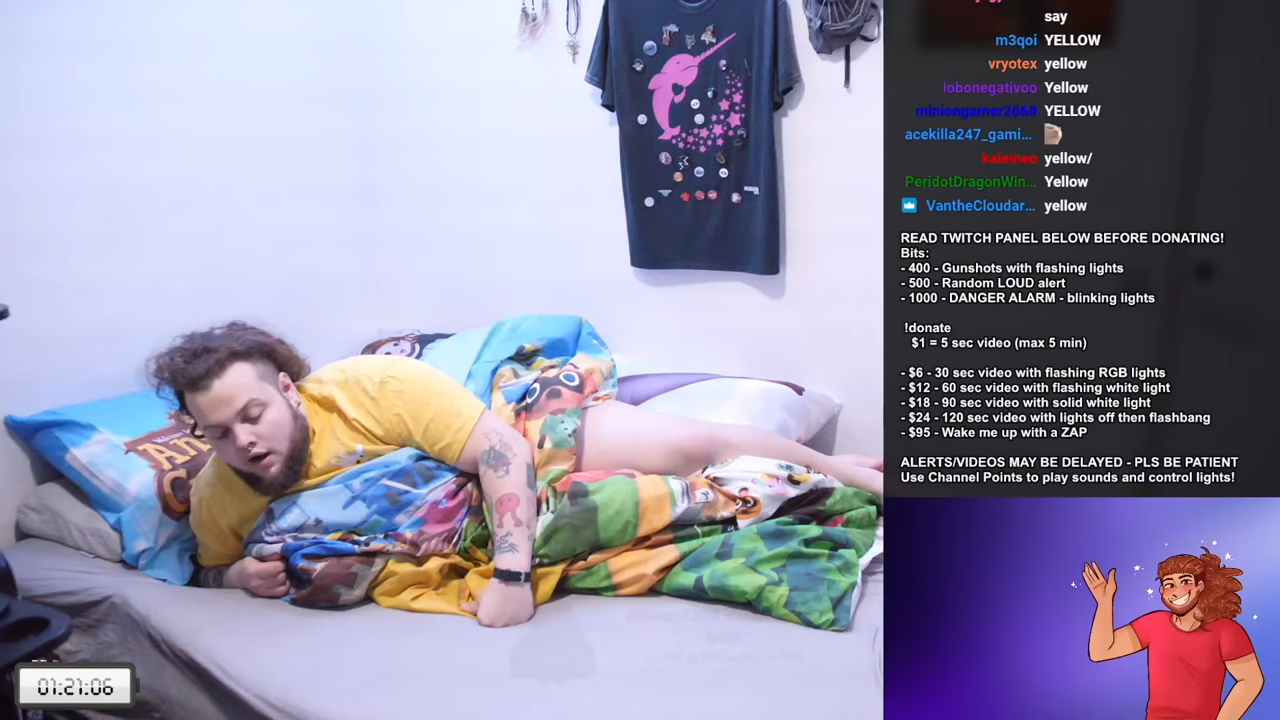 say
m3qoi YELLOW
vryotex yellow
lobonegativoo Yellow
miniongamer2668 YELLOW
acekilla247_gami...
kaleineo yellow/
PeridotDragonWin... Yellow
VantheCloudar... yellow
READ TWITCH PANEL BELOW BEFORE DONATING!
Bits:
- 400 - Gunshots with flashing lights
- 500 - Random LOUD alert
- 1000 - DANGER ALARM - blinking lights
!donate
$1 = 5 sec video (max 5 min)
- $6 - 30 sec video with flashing RGB lights
- $12 - 60 sec video with flashing white light
- $18 - 90 sec video with solid white light
- $24 - 120 sec video with lights off then flashbang
- $95 - Wake me up with a ZAP
ALERTS/VIDEOS MAY BE DELAYED - PLS BE PATIENT
Use Channel Points to play sounds and control lights!
01:21:06